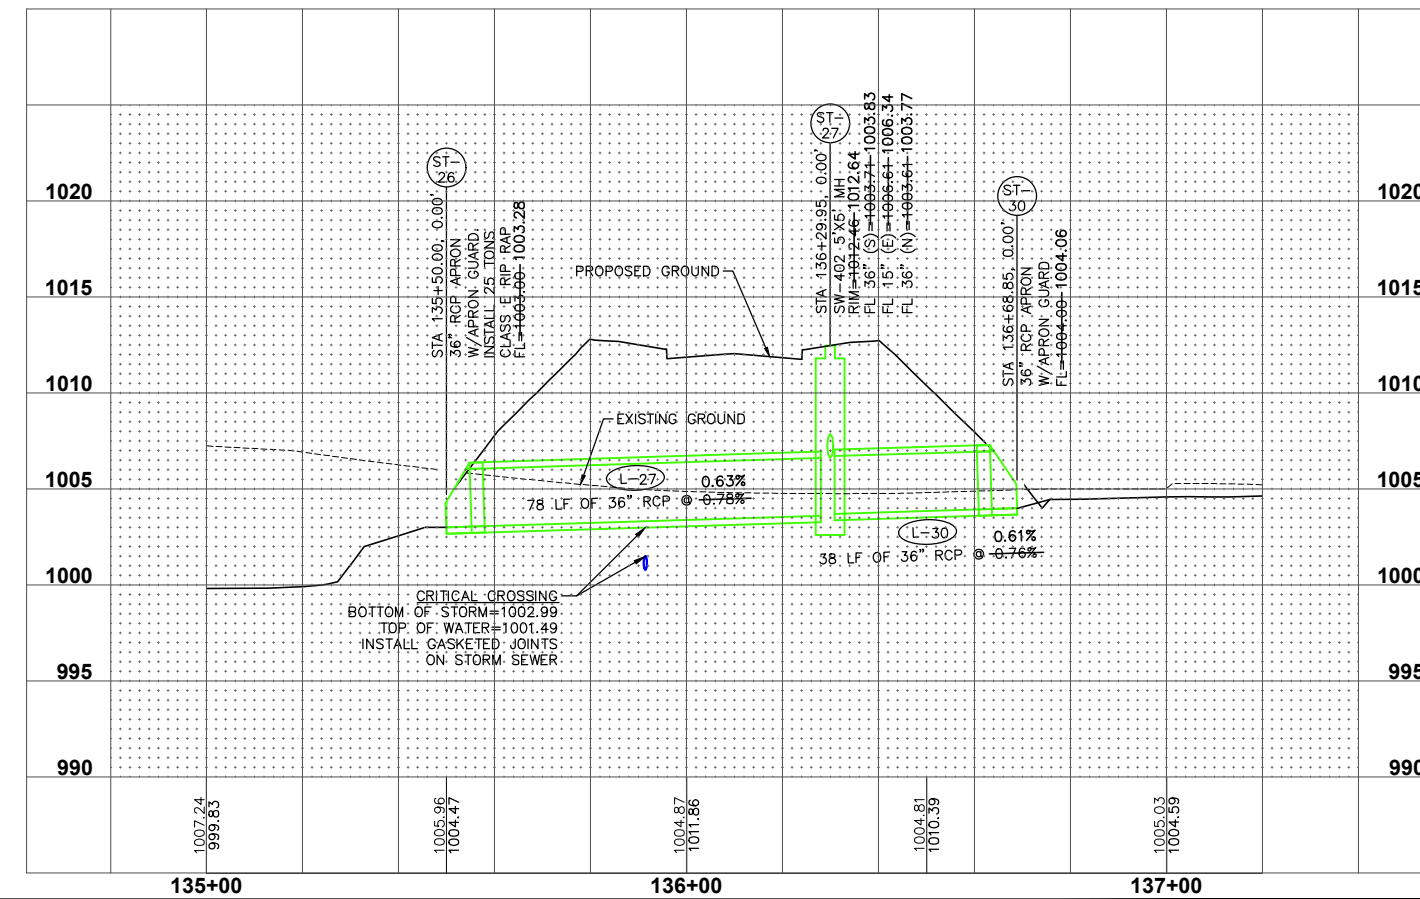 ST-
26
STA 135+50.00, 0.00'
36" RCP APRON
W/APRON GUARD.
INSTALL 25 TONS
CLASS E RIP RAP
FL=1003.00 1003.28
ST-
27
STA 136+29.95, 0.00'
SW-402 5'X5' MH
RIM=1012.46 1012.64
FL 36" (S)=1003.71 1003.83
FL 15" (E)=1006.61 1006.34
FL 36" (N)=1003.61 1003.77
ST-
30
STA 136+68.85, 0.00'
36" RCP APRON
W/APRON GUARD
FL=1004.00 1004.06
PROPOSED GROUND
EXISTING GROUND
L-27
0.63%
78 LF OF 36" RCP @ 0.78%
L-30
0.61%
38 LF OF 36" RCP @ 0.76%
CRITICAL CROSSING
BOTTOM OF STORM=1002.99
TOP OF WATER=1001.49
INSTALL GASKETED JOINTS
ON STORM SEWER
1020
1015
1010
1005
1000
995
990
1020
1015
1010
1005
1000
995
990
1007.24
999.83
1005.96
1004.47
1004.87
1011.86
1004.81
1010.39
1005.03
1004.59
135+00
136+00
137+00